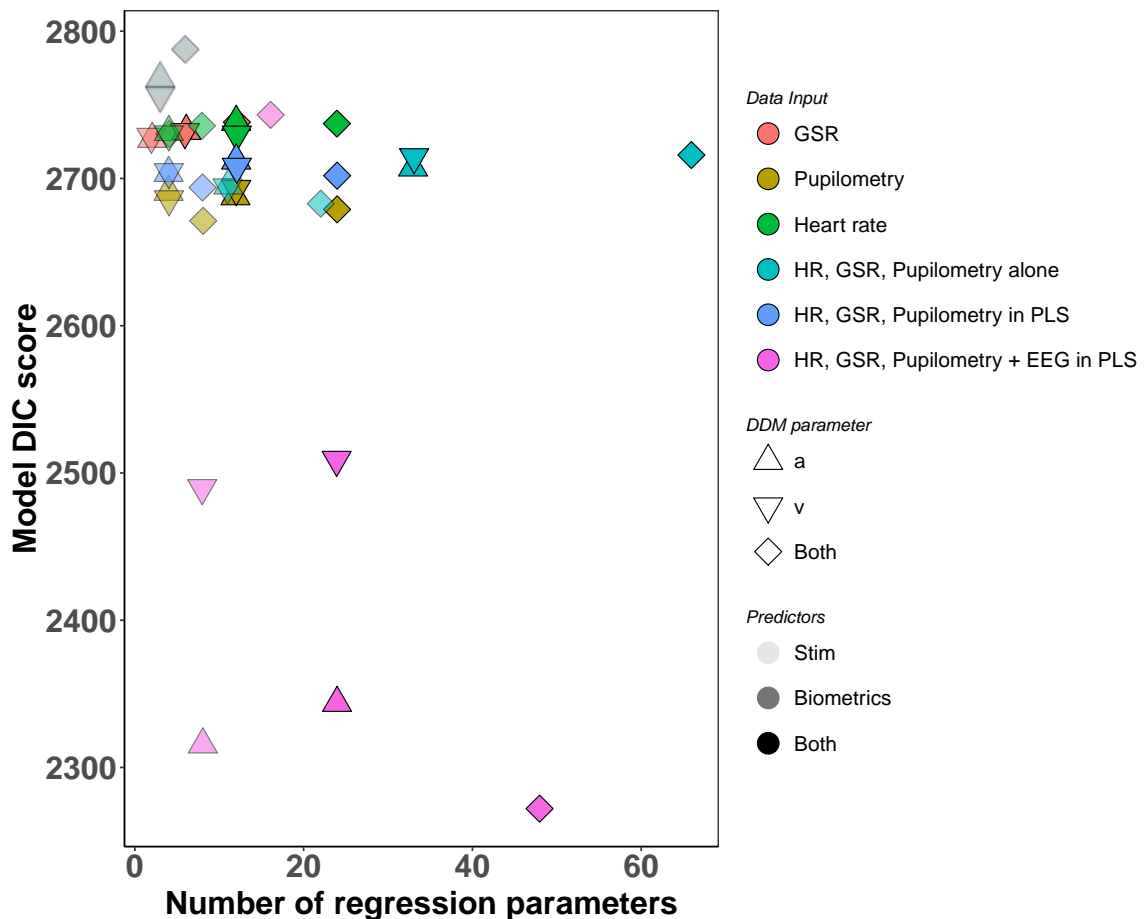 Model DIC score
2800
2700
2600
2500
2400
2300
0 20 40 60
Number of regression parameters
Data Input
GSR
Pupilometry
Heart rate
HR, GSR, Pupilometry alone
HR, GSR, Pupilometry in PLS
HR, GSR, Pupilometry + EEG in PLS
DDM parameter
a
v
Both
Predictors
Stim
Biometrics
Both